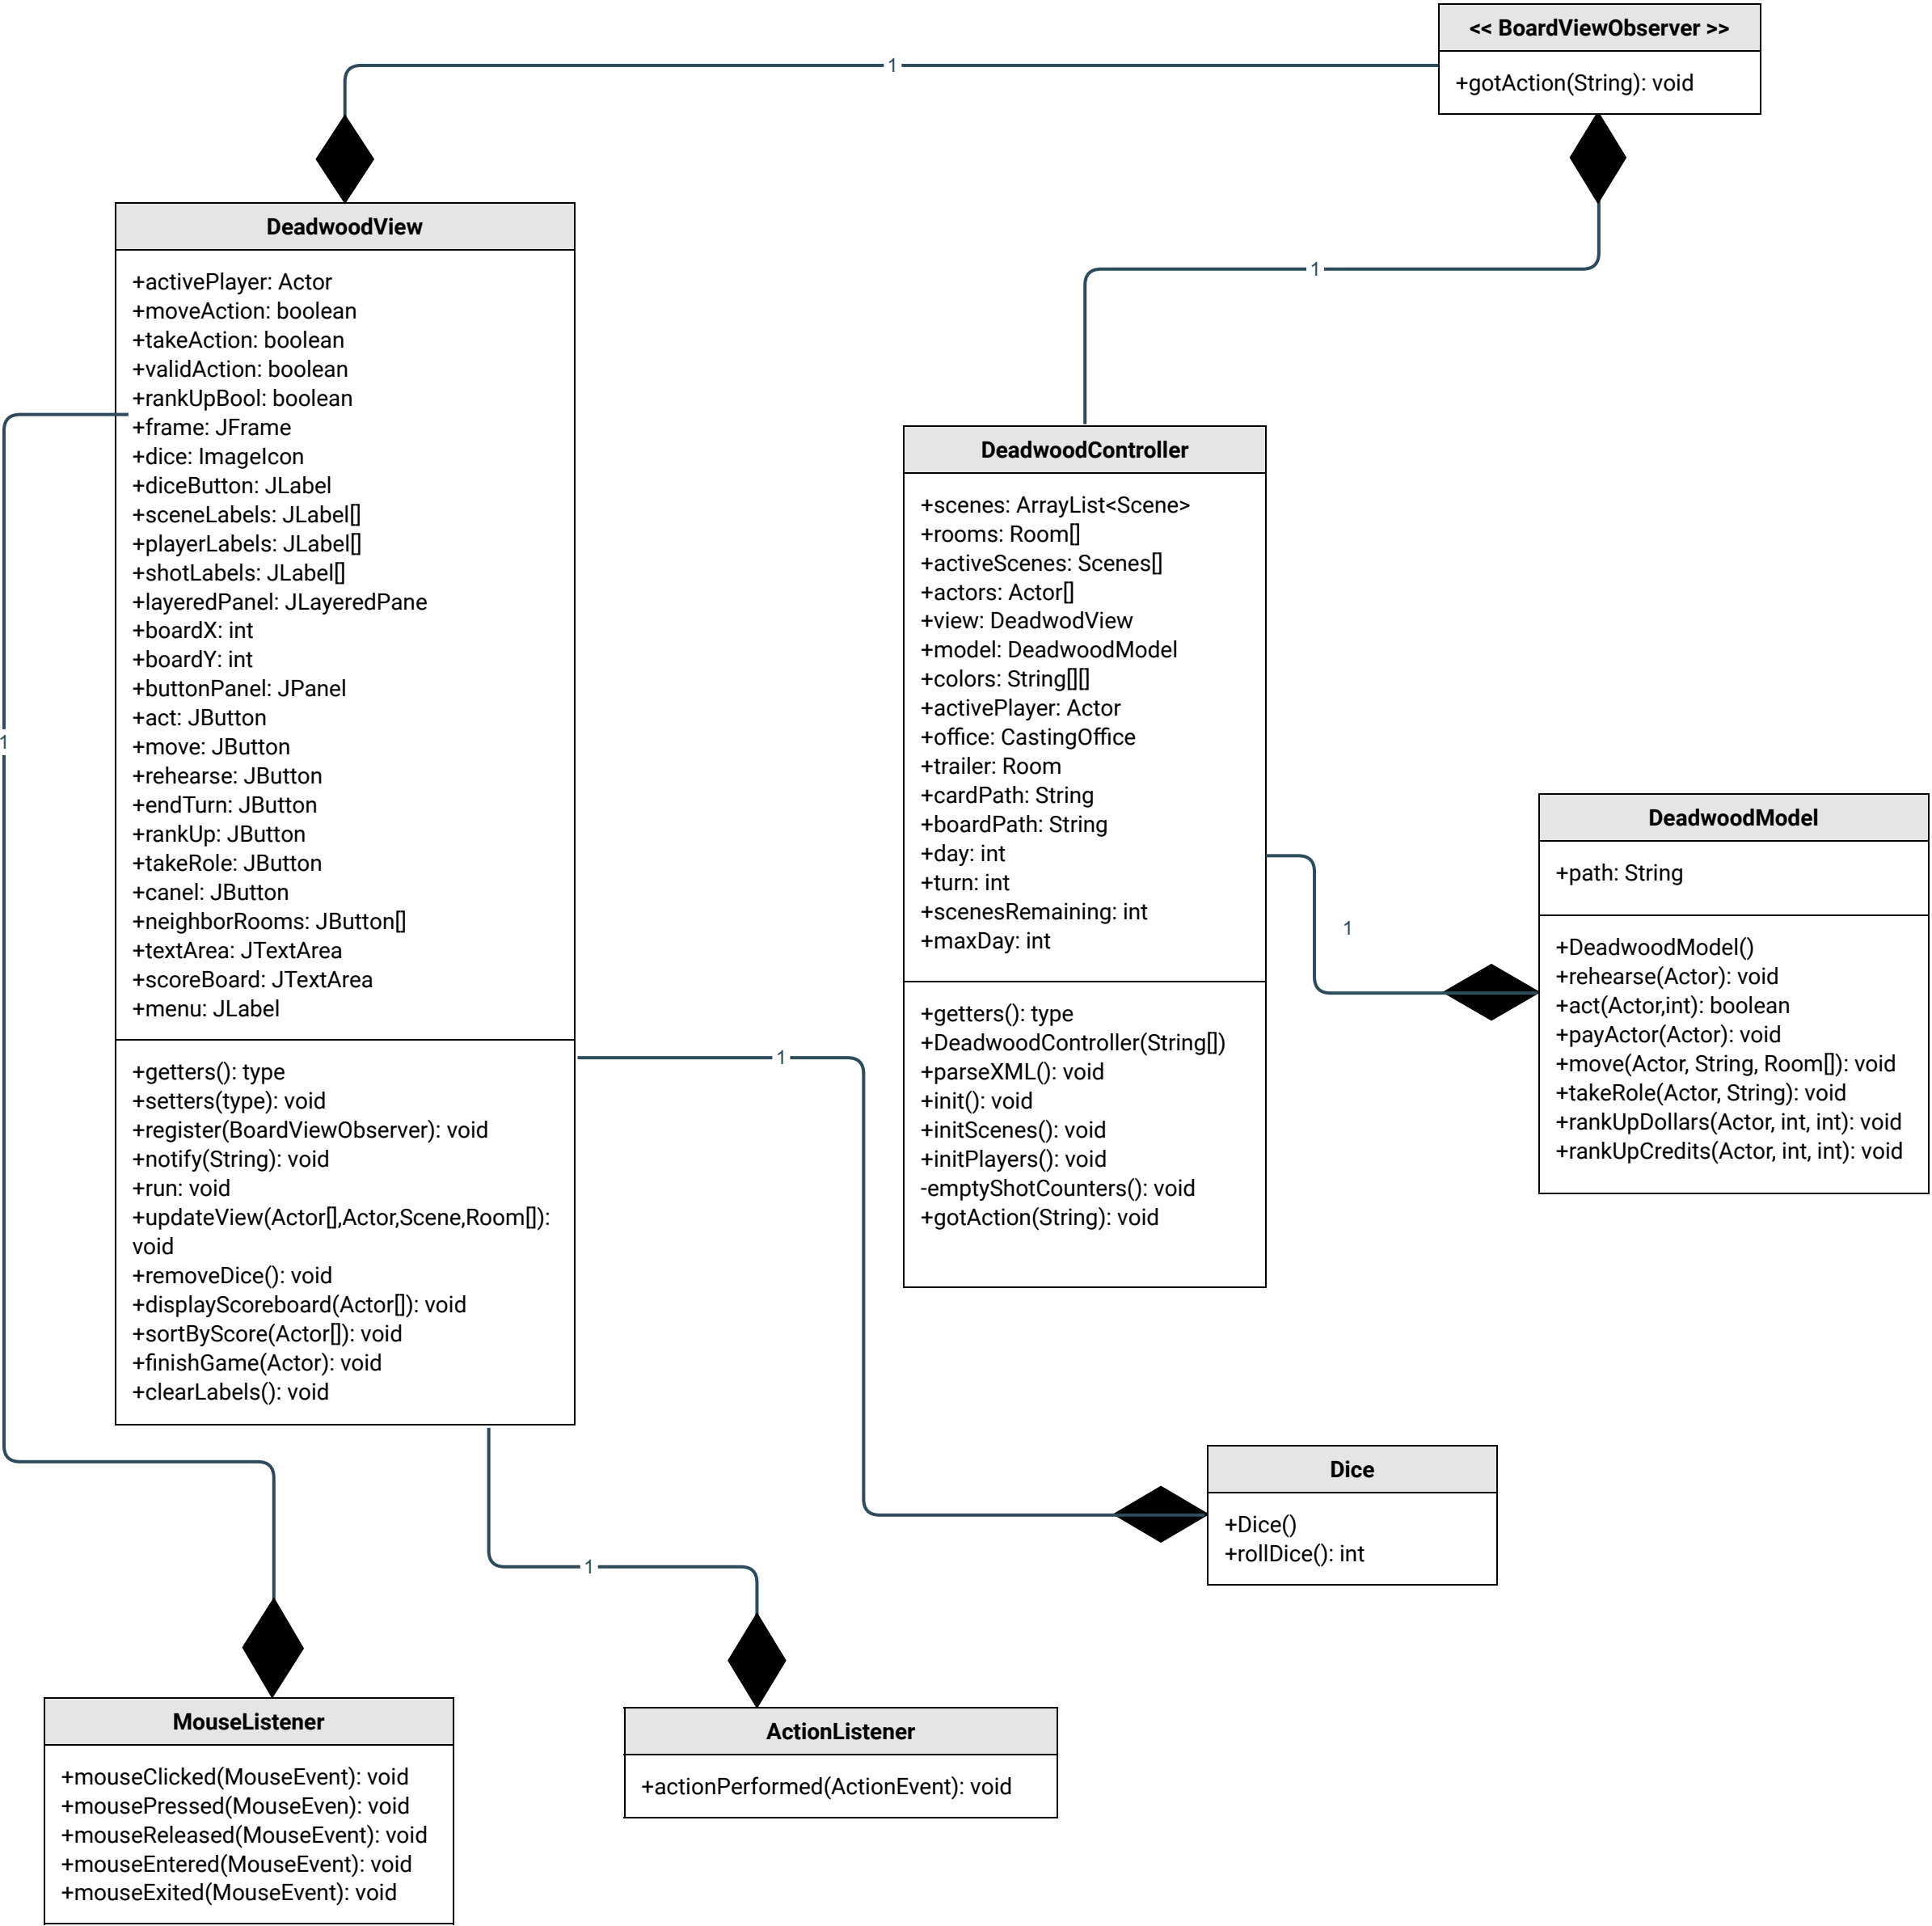 << BoardViewObserver >>
+gotAction(String): void
1
1
DeadwoodView
+activePlayer: Actor
+moveAction: boolean
+takeAction: boolean
+validAction: boolean
+rankUpBool: boolean
+frame: JFrame
+dice: ImageIcon
+diceButton: JLabel
+sceneLabels: JLabel[]
+playerLabels: JLabel[]
+shotLabels: JLabel[]
+layeredPanel: JLayeredPane
+boardX: int
+boardY: int
+buttonPanel: JPanel
+act: JButton
+move: JButton
+rehearse: JButton
+endTurn: JButton
+rankUp: JButton
+takeRole: JButton
+canel: JButton
+neighborRooms: JButton[]
+textArea: JTextArea
+scoreBoard: JTextArea
+menu: JLabel
+getters(): type
+setters(type): void
+register(BoardViewObserver): void
+notify(String): void
+run: void
+updateView(Actor[],Actor,Scene,Room[]):
void
+removeDice(): void
+displayScoreboard(Actor[]): void
+sortByScore(Actor[]): void
+finishGame(Actor): void
+clearLabels(): void
1
DeadwoodController
+scenes: ArrayList<Scene>
+rooms: Room[]
+activeScenes: Scenes[]
+actors: Actor[]
+view: DeadwodView
+model: DeadwoodModel
+colors: String[][]
+activePlayer: Actor
+office: CastingOffice
+trailer: Room
+cardPath: String
+boardPath: String
+day: int
+turn: int
+scenesRemaining: int
+maxDay: int
+getters(): type
+DeadwoodController(String[])
+parseXML(): void
+init(): void
+initScenes(): void
+initPlayers(): void
-emptyShotCounters(): void
+gotAction(String): void
1
DeadwoodModel
+path: String
+DeadwoodModel()
+rehearse(Actor): void
+act(Actor,int): boolean
+payActor(Actor): void
+move(Actor, String, Room[]): void
+takeRole(Actor, String): void
+rankUpDollars(Actor, int, int): void
+rankUpCredits(Actor, int, int): void
1
Dice
+Dice()
+rollDice(): int
1
MouseListener
+mouseClicked(MouseEvent): void
+mousePressed(MouseEven): void
+mouseReleased(MouseEvent): void
+mouseEntered(MouseEvent): void
+mouseExited(MouseEvent): void
ActionListener
+actionPerformed(ActionEvent): void